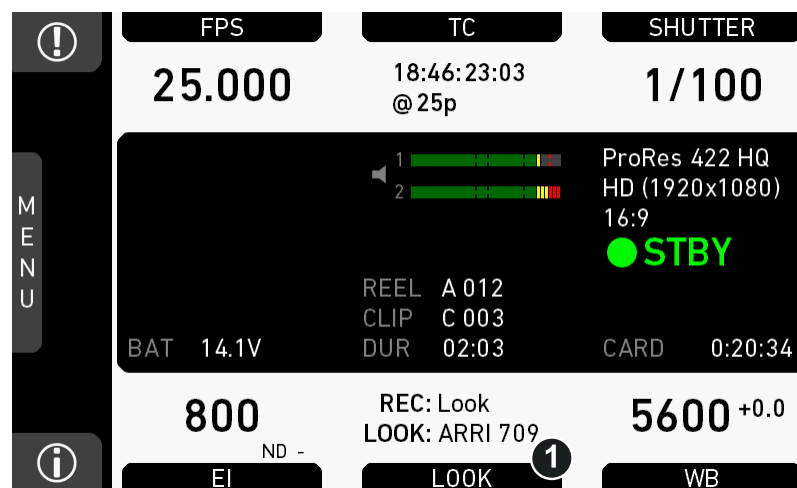 FPS
TC
SHUTTER
25.000
18:46:23:03
@25p
1/100
MENU
1
2
ProRes 422 HQ
HD (1920x1080)
16:9
STBY
REEL A 012
CLIP C 003
BAT 14.1V
DUR 02:03
CARD 0:20:34
800
ND -
REC: Look
LOOK: ARRI 709
5600 +0.0
1
EI
LOOK
WB